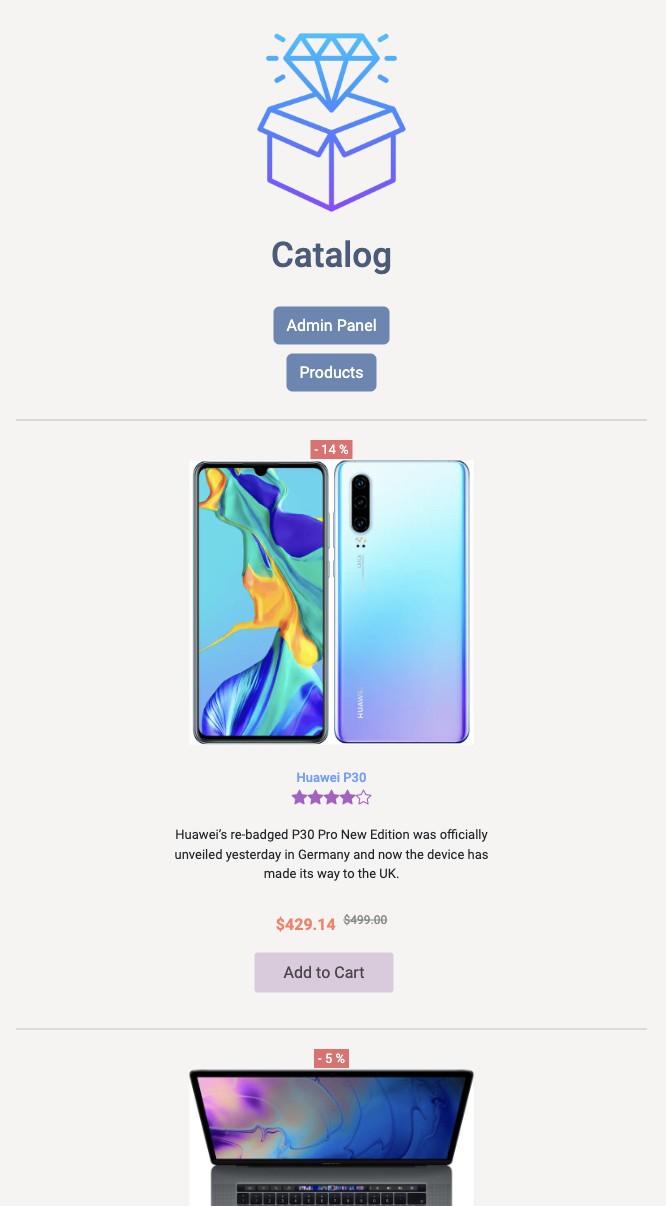 Catalog
Admin Panel
Products
- 14 %
HUAWEI
Huawei P30
Huawei's re-badged P30 Pro New Edition was officially
unveiled yesterday in Germany and now the device has
made its way to the UK.
$429.14 $499.00
Add to Cart
- 5 %